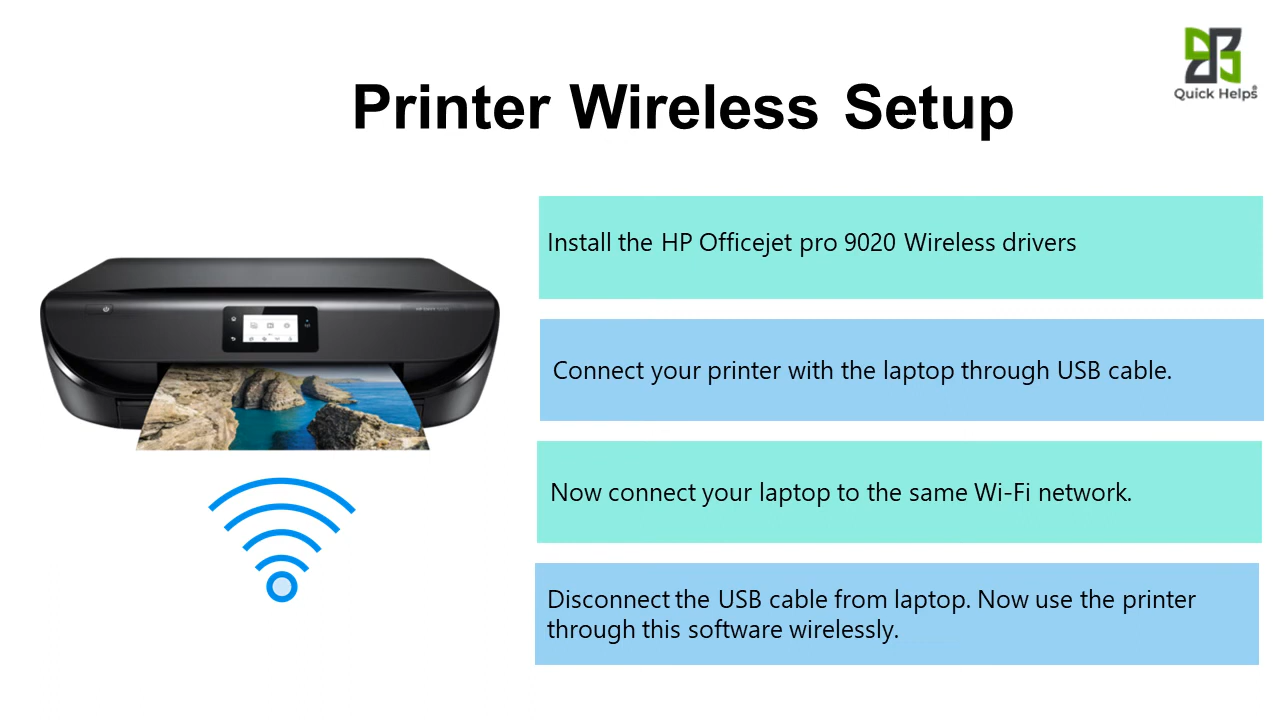 Quick Helps®
Printer Wireless Setup
Install the HP Officejet pro 9020 Wireless drivers
Connect your printer with the laptop through USB cable.
Now connect your laptop to the same Wi-Fi network.
Disconnect the USB cable from laptop. Now use the printer
through this software wirelessly.